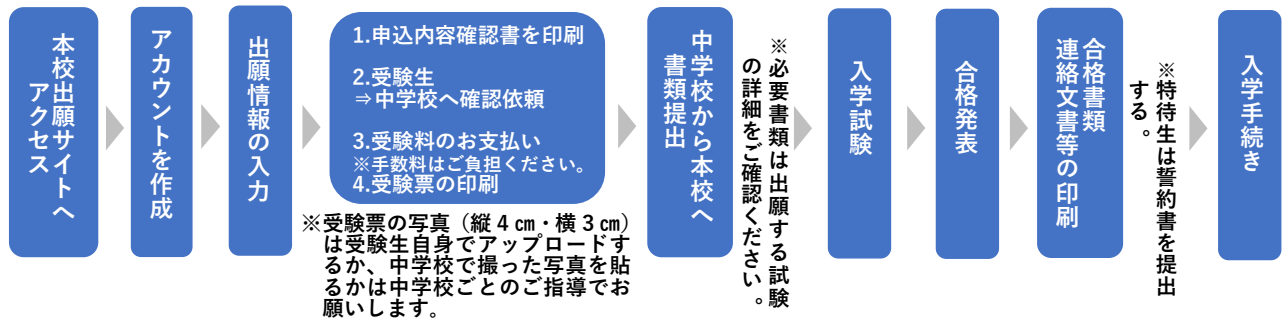 本校出願サイトへ
アクセス
アカウントを作成
出願情報の入力
1.申込内容確認書を印刷
2.受験生
⇒中学校へ確認依頼
3.受験料のお支払い
※手数料はご負担ください。
4.受験票の印刷
※受験票の写真（縦４㎝・横３㎝）
は受験生自身でアップロードす
るか、中学校で撮った写真を貼
るかは中学校ごとのご指導でお
願いします。
中学校から本校へ
書類提出
※必要書類は出願する試験
の詳細をご確認ください。
入学試験
合格発表
合格書類
連絡文書等の印刷
※特待生は誓約書を提出
する。
入学手続き